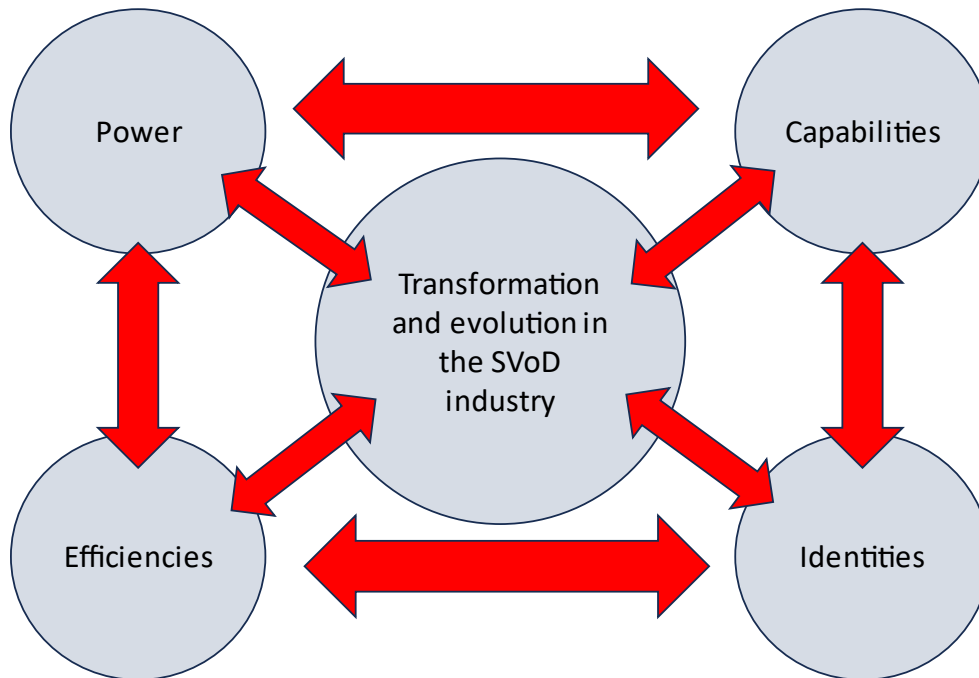 Power
Capabilities
Transformation
and evolution in
the SVoD
industry
Efficiencies
Identities